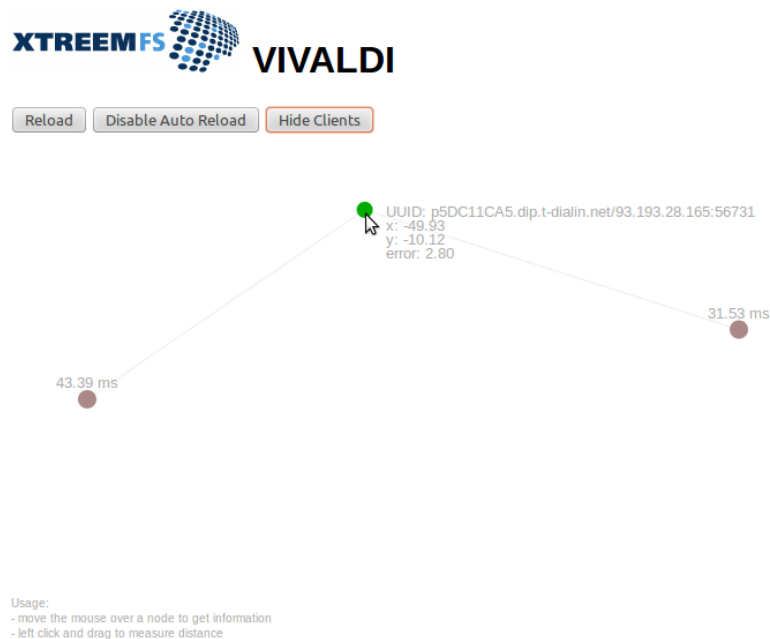 XTREEMFS
VIVALDI
Reload
Disable Auto Reload
Hide Clients
UUID: p5DC11CA5.dip.t-dialin.net/93.193.28.165:56731
x: -49.93
y: -10.12
error: 2.80
31.53 ms
43.39 ms
Usage:
- move the mouse over a node to get information
- left click and drag to measure distance